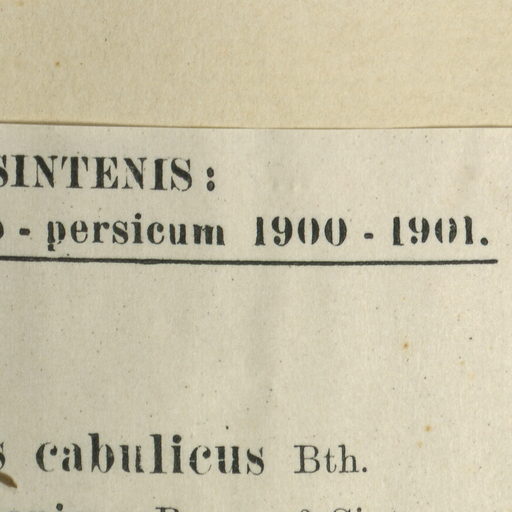 SINTENIS:
- persicum 1900 - 1901.
cabulicus Bth.